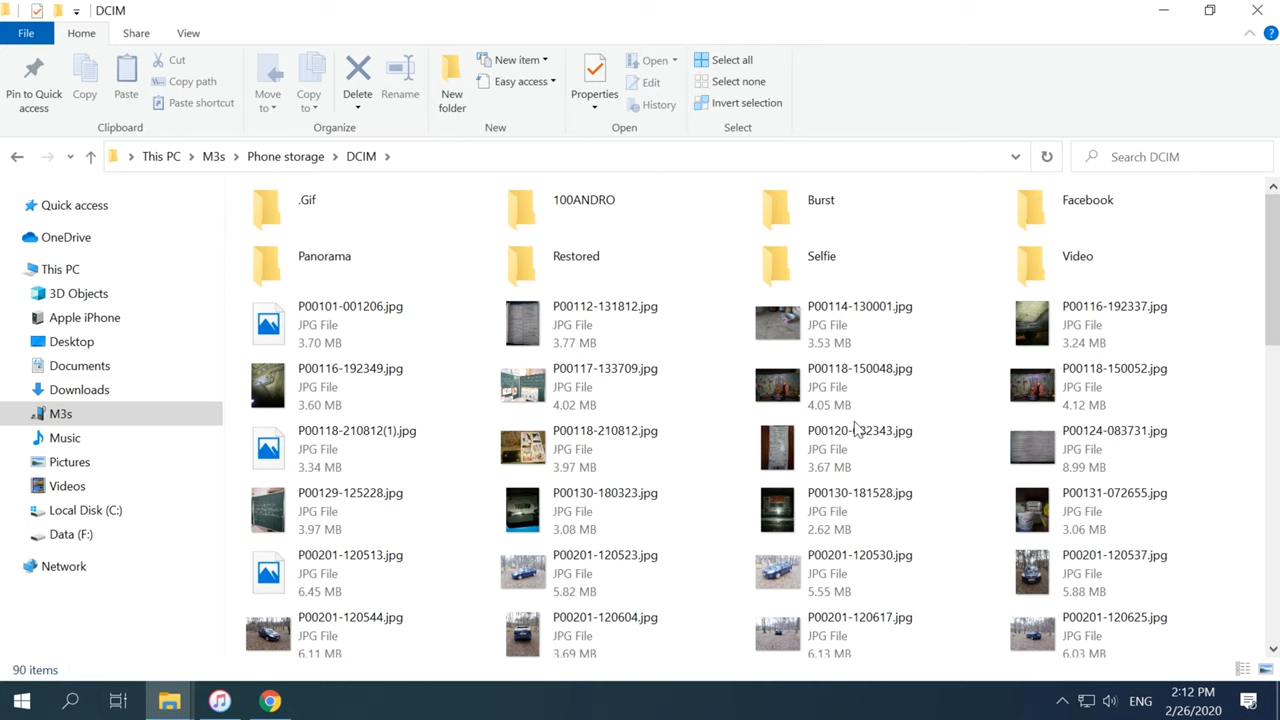 DCIM
File
Home
Share
View
Pin to Quick access
Copy
Paste
Cut
Copy path
Paste shortcut
Clipboard
Move to
Copy to
Delete
Rename
Organize
New folder
New item
Easy access
New
Properties
Open
Edit
History
Open
Select all
Select none
Invert selection
Select
This PC
M3s
Phone storage
DCIM
Search DCIM
Quick access
OneDrive
This PC
3D Objects
Apple iPhone
Desktop
Documents
Downloads
M3s
Music
Pictures
Videos
Local Disk (C:)
Data (F:)
Network
.Gif
100ANDRO
Burst
Facebook
Panorama
Restored
Selfie
Video
P00101-001206.jpg
JPG File
3.70 MB
P00112-131812.jpg
JPG File
3.77 MB
P00114-130001.jpg
JPG File
3.53 MB
P00116-192337.jpg
JPG File
3.24 MB
P00116-192349.jpg
JPG File
3.60 MB
P00117-133709.jpg
JPG File
4.02 MB
P00118-150048.jpg
JPG File
4.05 MB
P00118-150052.jpg
JPG File
4.12 MB
P00118-210812(1).jpg
JPG File
3.34 MB
P00118-210812.jpg
JPG File
3.97 MB
JPG File
3.67 MB
P00124-083731.jpg
JPG File
8.99 MB
P00129-125228.jpg
JPG File
3.97 MB
P00130-180323.jpg
JPG File
3.08 MB
P00130-181528.jpg
JPG File
2.62 MB
P00131-072655.jpg
JPG File
3.06 MB
P00201-120513.jpg
JPG File
6.45 MB
P00201-120523.jpg
JPG File
5.82 MB
P00201-120530.jpg
JPG File
5.55 MB
P00201-120537.jpg
JPG File
5.88 MB
P00201-120544.jpg
JPG File
6.11 MB
P00201-120604.jpg
JPG File
3.69 MB
P00201-120617.jpg
JPG File
6.13 MB
P00201-120625.jpg
JPG File
6.03 MB
90 items
ENG
2:12 PM
2/26/2020